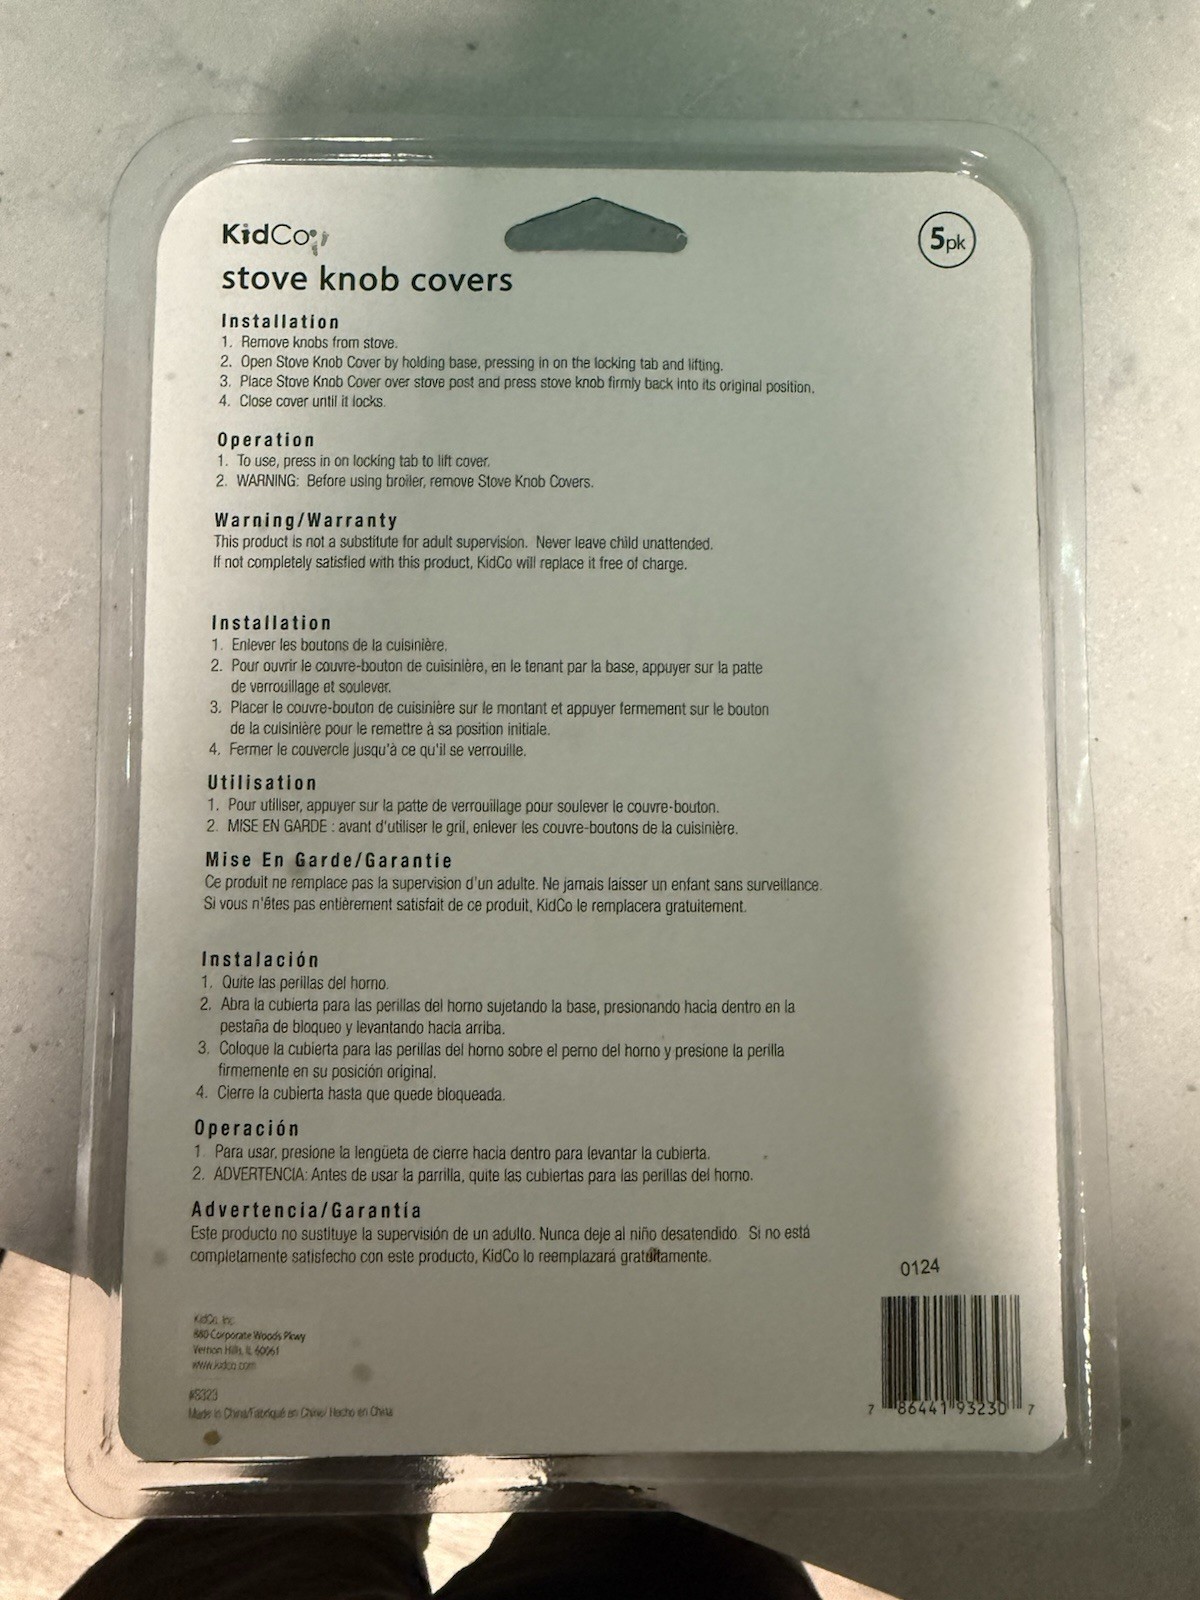 KidCo
5pk
stove knob covers
Installation
1. Remove knobs from stove.
2. Open Stove Knob Cover by holding base, pressing in on the locking tab and lifting.
3. Place Stove Knob Cover over stove post and press stove knob firmly back into its original position.
4. Close cover until it locks.
Operation
1. To use, press in on locking tab to lift cover.
2. WARNING: Before using broiler, remove Stove Knob Covers.
Warning/Warranty
This product is not a substitute for adult supervision. Never leave child unattended.
If not completely satisfied with this product, KidCo will replace it free of charge.
Installation
1. Enlever les boutons de la cuisinière.
2. Pour ouvrir le couvre-bouton de cuisinière, en le tenant par la base, appuyer sur la patte
de verrouillage et soulever.
3. Placer le couvre-bouton de cuisinière sur le montant et appuyer fermement sur le bouton
de la cuisinière pour le remettre à sa position initiale.
4. Fermer le couvercle jusqu'à ce qu'il se verrouille.
Utilisation
1. Pour utiliser, appuyer sur la patte de verrouillage pour soulever le couvre-bouton.
2. MISE EN GARDE : avant d'utiliser le gril, enlever les couvre-boutons de la cuisinière.
Mise En Garde/Garantie
Ce produit ne remplace pas la supervision d'un adulte. Ne jamais laisser un enfant sans surveillance.
Si vous n'êtes pas entièrement satisfait de ce produit, KidCo le remplacera gratuitement.
Instalación
1. Quite las perillas del horno.
2. Abra la cubierta para las perillas del horno sujetando la base, presionando hacia dentro en la
pestaña de bloqueo y levantando hacia arriba.
3. Coloque la cubierta para las perillas del horno sobre el perno del horno y presione la perilla
firmemente en su posición original.
4. Cierre la cubierta hasta que quede bloqueada.
Operación
1 Para usar, presione la lengüeta de cierre hacia dentro para levantar la cubierta.
2. ADVERTENCIA: Antes de usar la parrilla, quite las cubiertas para las perillas del horno.
Advertencia/Garantía
Este producto no sustituye la supervisión de un adulto. Nunca deje al niño desatendido. Si no está
completamente satisfecho con este producto, KidCo lo reemplazará gratuitamente.
0124
KidCo, Inc.
880 Corporate Woods Pkwy
Vernon Hills, IL 60061
www.kidco.com
#S323
Made in China/Fabriqué en Chine/ Hecho en China
7 86441 93230 7